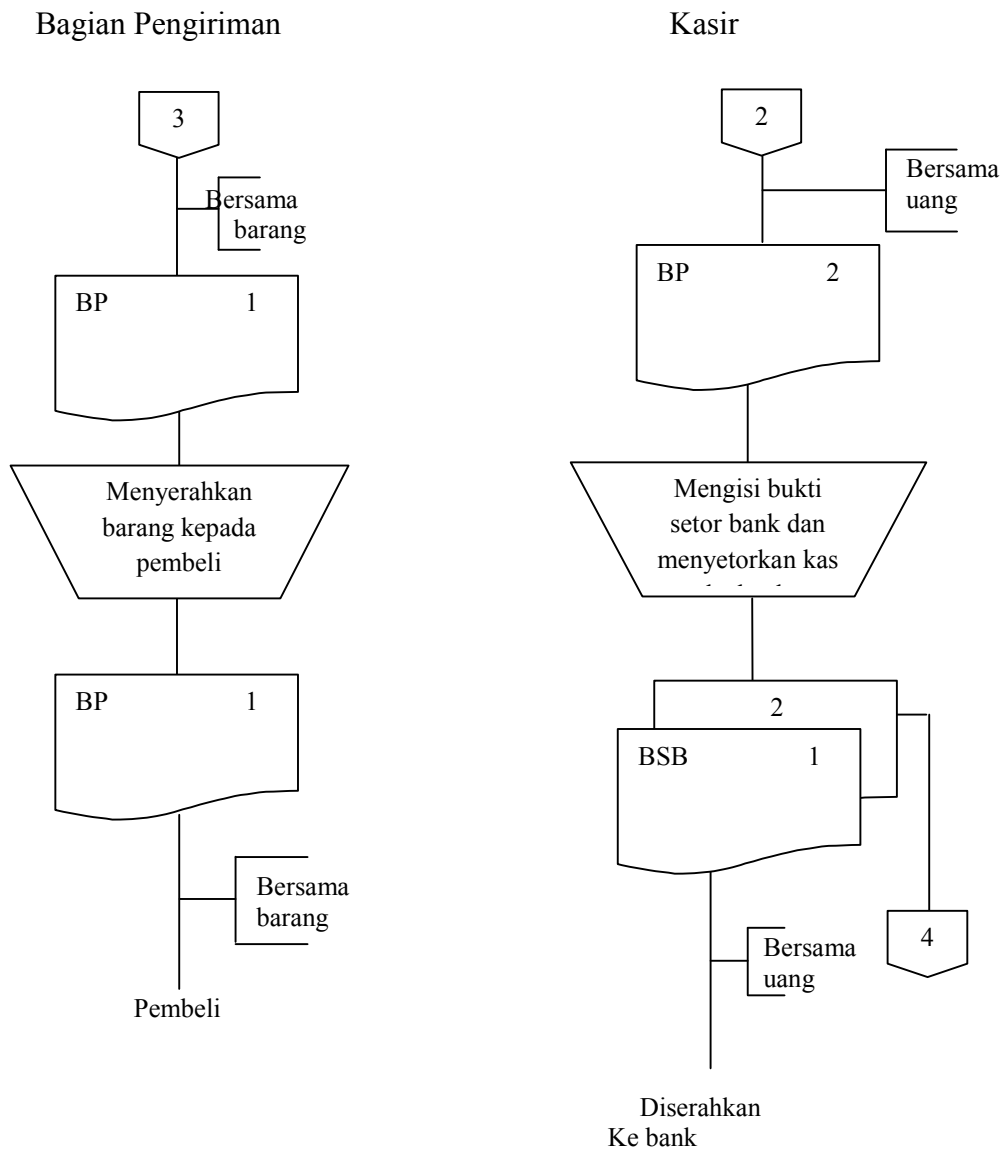 Bagian Pengiriman
3
Bersama
barang
BP 1
Menyerahkan
barang kepada
pembeli
BP 1
Bersama
barang
Pembeli
Kasir
2
Bersama
uang
BP 2
Mengisi bukti
setor bank dan
menyetorkan kas
2
BSB 1
4
Bersama
uang
Diserahkan
Ke bank